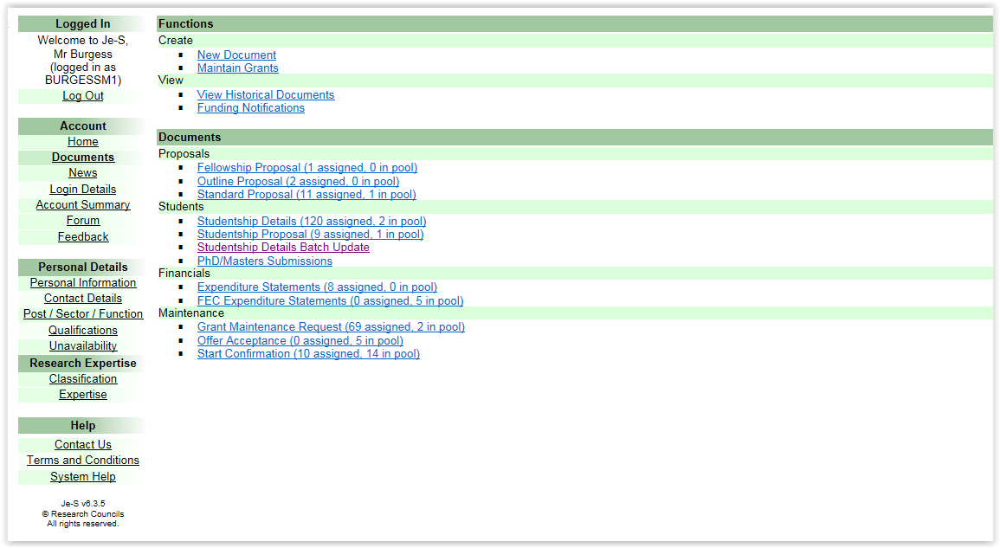 Logged In
Welcome to Je-S,
Mr Burgess
(logged in as
BURGESSM1)
Log Out
Account
Home
Documents
News
Login Details
Account Summary
Forum
Feedback
Personal Details
Personal Information
Contact Details
Post / Sector / Function
Qualifications
Unavailability
Research Expertise
Classification
Expertise
Help
Contact Us
Terms and Conditions
System Help
Je-S v6.3.5
© Research Councils
All rights reserved.
Functions
Create
New Document
Maintain Grants
View
View Historical Documents
Funding Notifications
Documents
Proposals
Fellowship Proposal (1 assigned, 0 in pool)
Outline Proposal (2 assigned, 0 in pool)
Standard Proposal (11 assigned, 1 in pool)
Students
Studentship Details (120 assigned, 2 in pool)
Studentship Proposal (9 assigned, 1 in pool)
Studentship Details Batch Update
PhD/Masters Submissions
Financials
Expenditure Statements (8 assigned, 0 in pool)
FEC Expenditure Statements (0 assigned, 5 in pool)
Maintenance
Grant Maintenance Request (69 assigned, 2 in pool)
Offer Acceptance (0 assigned, 5 in pool)
Start Confirmation (10 assigned, 14 in pool)